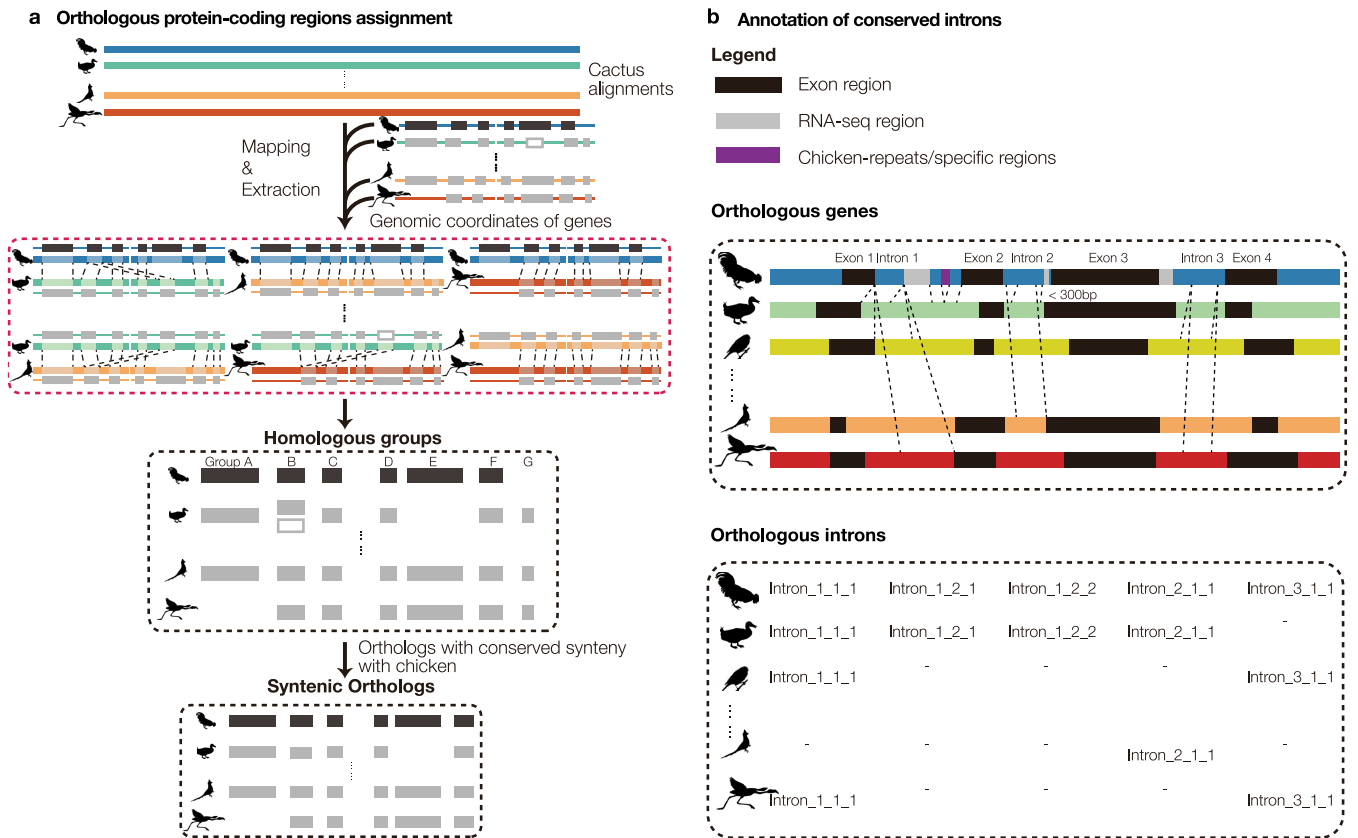 a Orthologous protein-coding regions assignment
Cactus
alignments
Mapping
&
Extraction
Genomic coordinates of genes
Homologous groups
Group A B C D E F G
Orthologs with conserved synteny
with chicken
Syntenic Orthologs
b Annotation of conserved introns
Legend
Exon region
RNA-seq region
Chicken-repeats/specific regions
Orthologous genes
Exon 1 Intron 1 Exon 2 Intron 2 Exon 3 Intron 3 Exon 4
< 300bp
Orthologous introns
Intron_1_1_1 Intron_1_2_1 Intron_1_2_2 Intron_2_1_1 Intron_3_1_1
Intron_1_1_1 Intron_1_2_1 Intron_1_2_2 Intron_2_1_1 -
Intron_1_1_1 - - - Intron_3_1_1
- - - Intron_2_1_1 -
Intron_1_1_1 - - - Intron_3_1_1